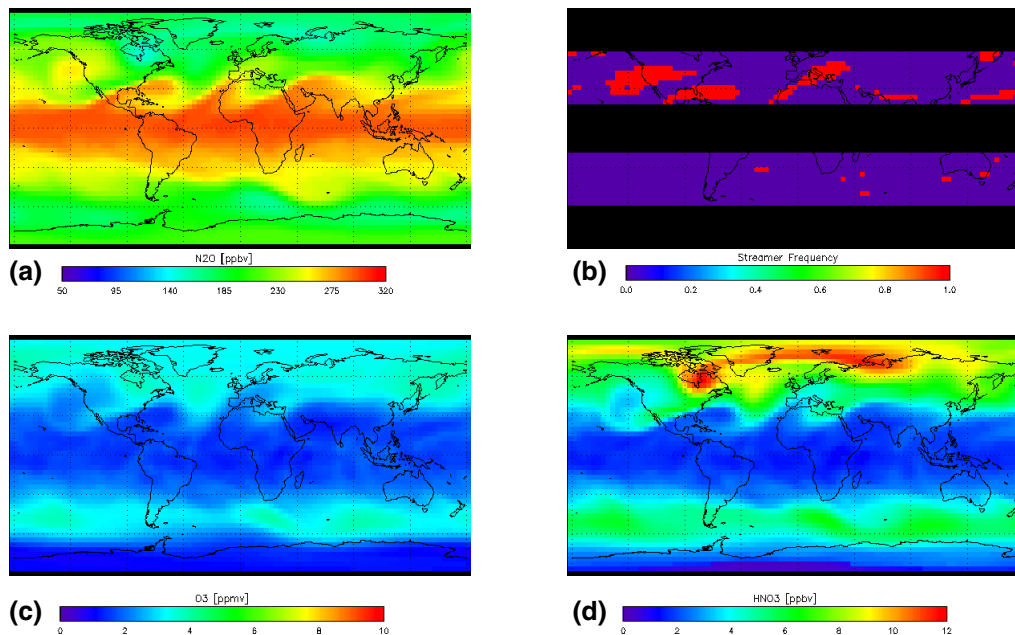 (a)
N2O [ppbv]
50 95 140 185 230 275 320
(b)
Streamer Frequency
0.0 0.2 0.4 0.6 0.8 1.0
(c)
O3 [ppmv]
0 2 4 6 8 10
(d)
HNO3 [ppbv]
0 2 4 6 8 10 12